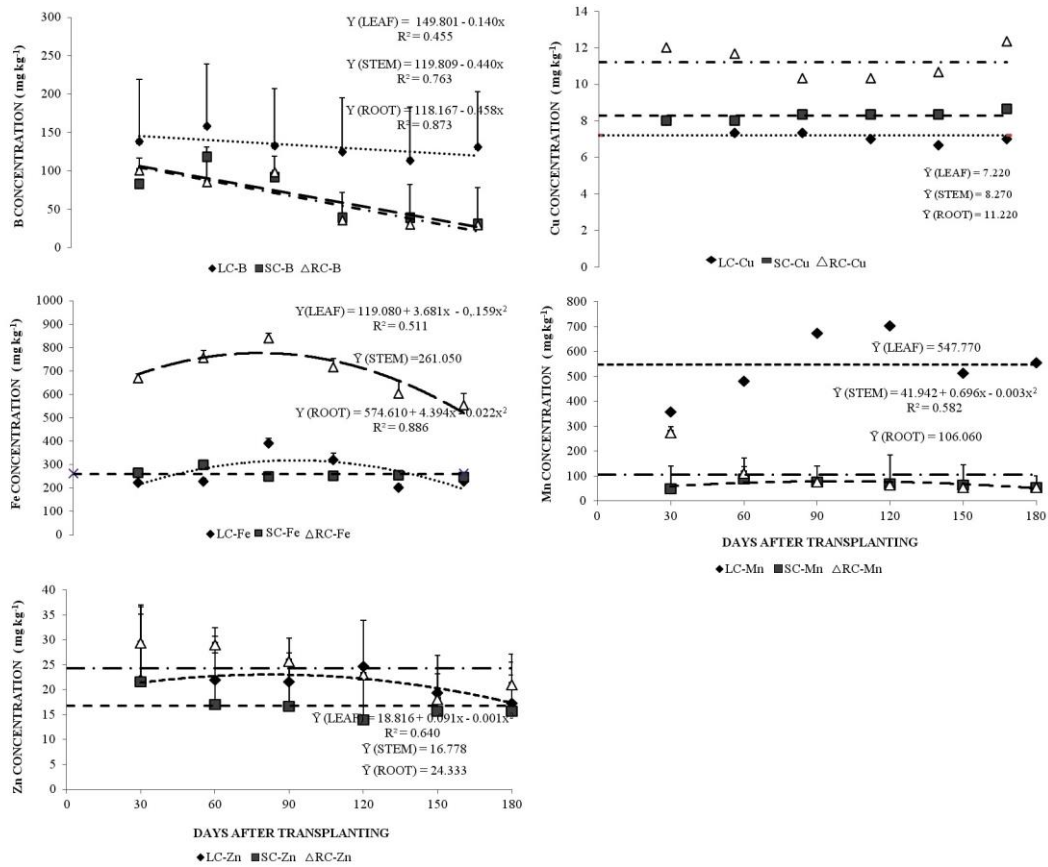 B CONCENTRATION ( mg kg⁻¹)
300
250
200
150
100
50
0
Y (LEAF) = 149.801 - 0.140x
R² = 0.455
Y (STEM) = 119.809 - 0.440x
R² = 0.763
Y (ROOT) = 118.167 - 0.458x
R² = 0.873
LC-B SC-B RC-B
Cu CONCENTRATION ( mg kg⁻¹)
14
12
10
8
6
4
2
0
Ȳ (LEAF) = 7.220
Ȳ (STEM) = 8.270
Ȳ (ROOT) = 11.220
LC-Cu SC-Cu RC-Cu
Fe CONCENTRATION ( mg kg⁻¹)
1000
900
800
700
600
500
400
300
200
100
0
Y(LEAF) = 119.080 + 3.681x - 0,.159x²
R² = 0.511
Ȳ (STEM) =261.050
Y (ROOT) = 574.610 + 4.394x - 0.022x²
R² = 0.886
LC-Fe SC-Fe RC-Fe
Mn CONCENTRATION ( mg kg⁻¹)
800
700
600
500
400
300
200
100
0
Ȳ (LEAF) = 547.770
Ȳ (STEM) = 41.942 + 0.696x - 0.003x²
R² = 0.582
Ȳ (ROOT) = 106.060
0 30 60 90 120 150 180
DAYS AFTER TRANSPLANTING
LC-Mn SC-Mn RC-Mn
Zn CONCENTRATION ( mg kg⁻¹)
40
35
30
25
20
15
10
5
0
Ȳ (LEAF) = 18.816 + 0.091x - 0.001x²
R² = 0.640
Ȳ (STEM) = 16.778
Ȳ (ROOT) = 24.333
0 30 60 90 120 150 180
DAYS AFTER TRANSPLANTING
LC-Zn SC-Zn RC-Zn